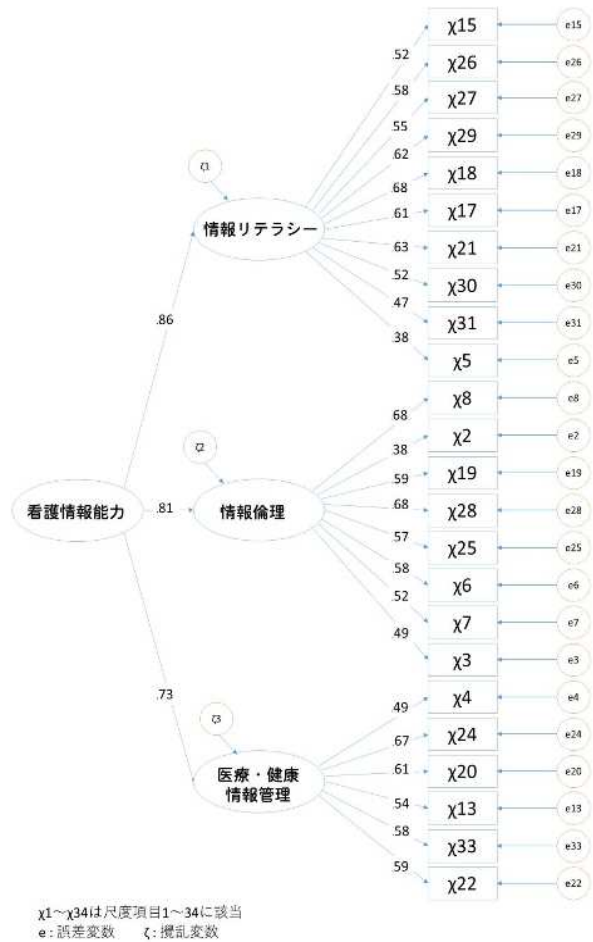 χ15 e15
.52
χ26 e26
.58
χ27 e27
.55
χ29 e29
.62
ζ1
χ18 e18
.68
χ17 e17
.61
情報リテラシー
χ21 e21
.63
χ30 e30
.52
χ31 e31
.47
.86
.38
χ5 e5
χ8 e8
.68
χ2 e2
.38
ζ2
χ19 e19
.59
看護情報能力
.81
情報倫理
χ28 e28
.68
χ25 e25
.57
χ6 e6
.58
χ7 e7
.52
χ3 e3
.49
.73
χ4 e4
.49
ζ3
χ24 e24
.67
χ20 e20
.61
医療・健康
情報管理
χ13 e13
.54
χ33 e33
.58
χ22 e22
.59
χ1～χ34は尺度項目1～34に該当
e：誤差変数 ζ：攪乱変数